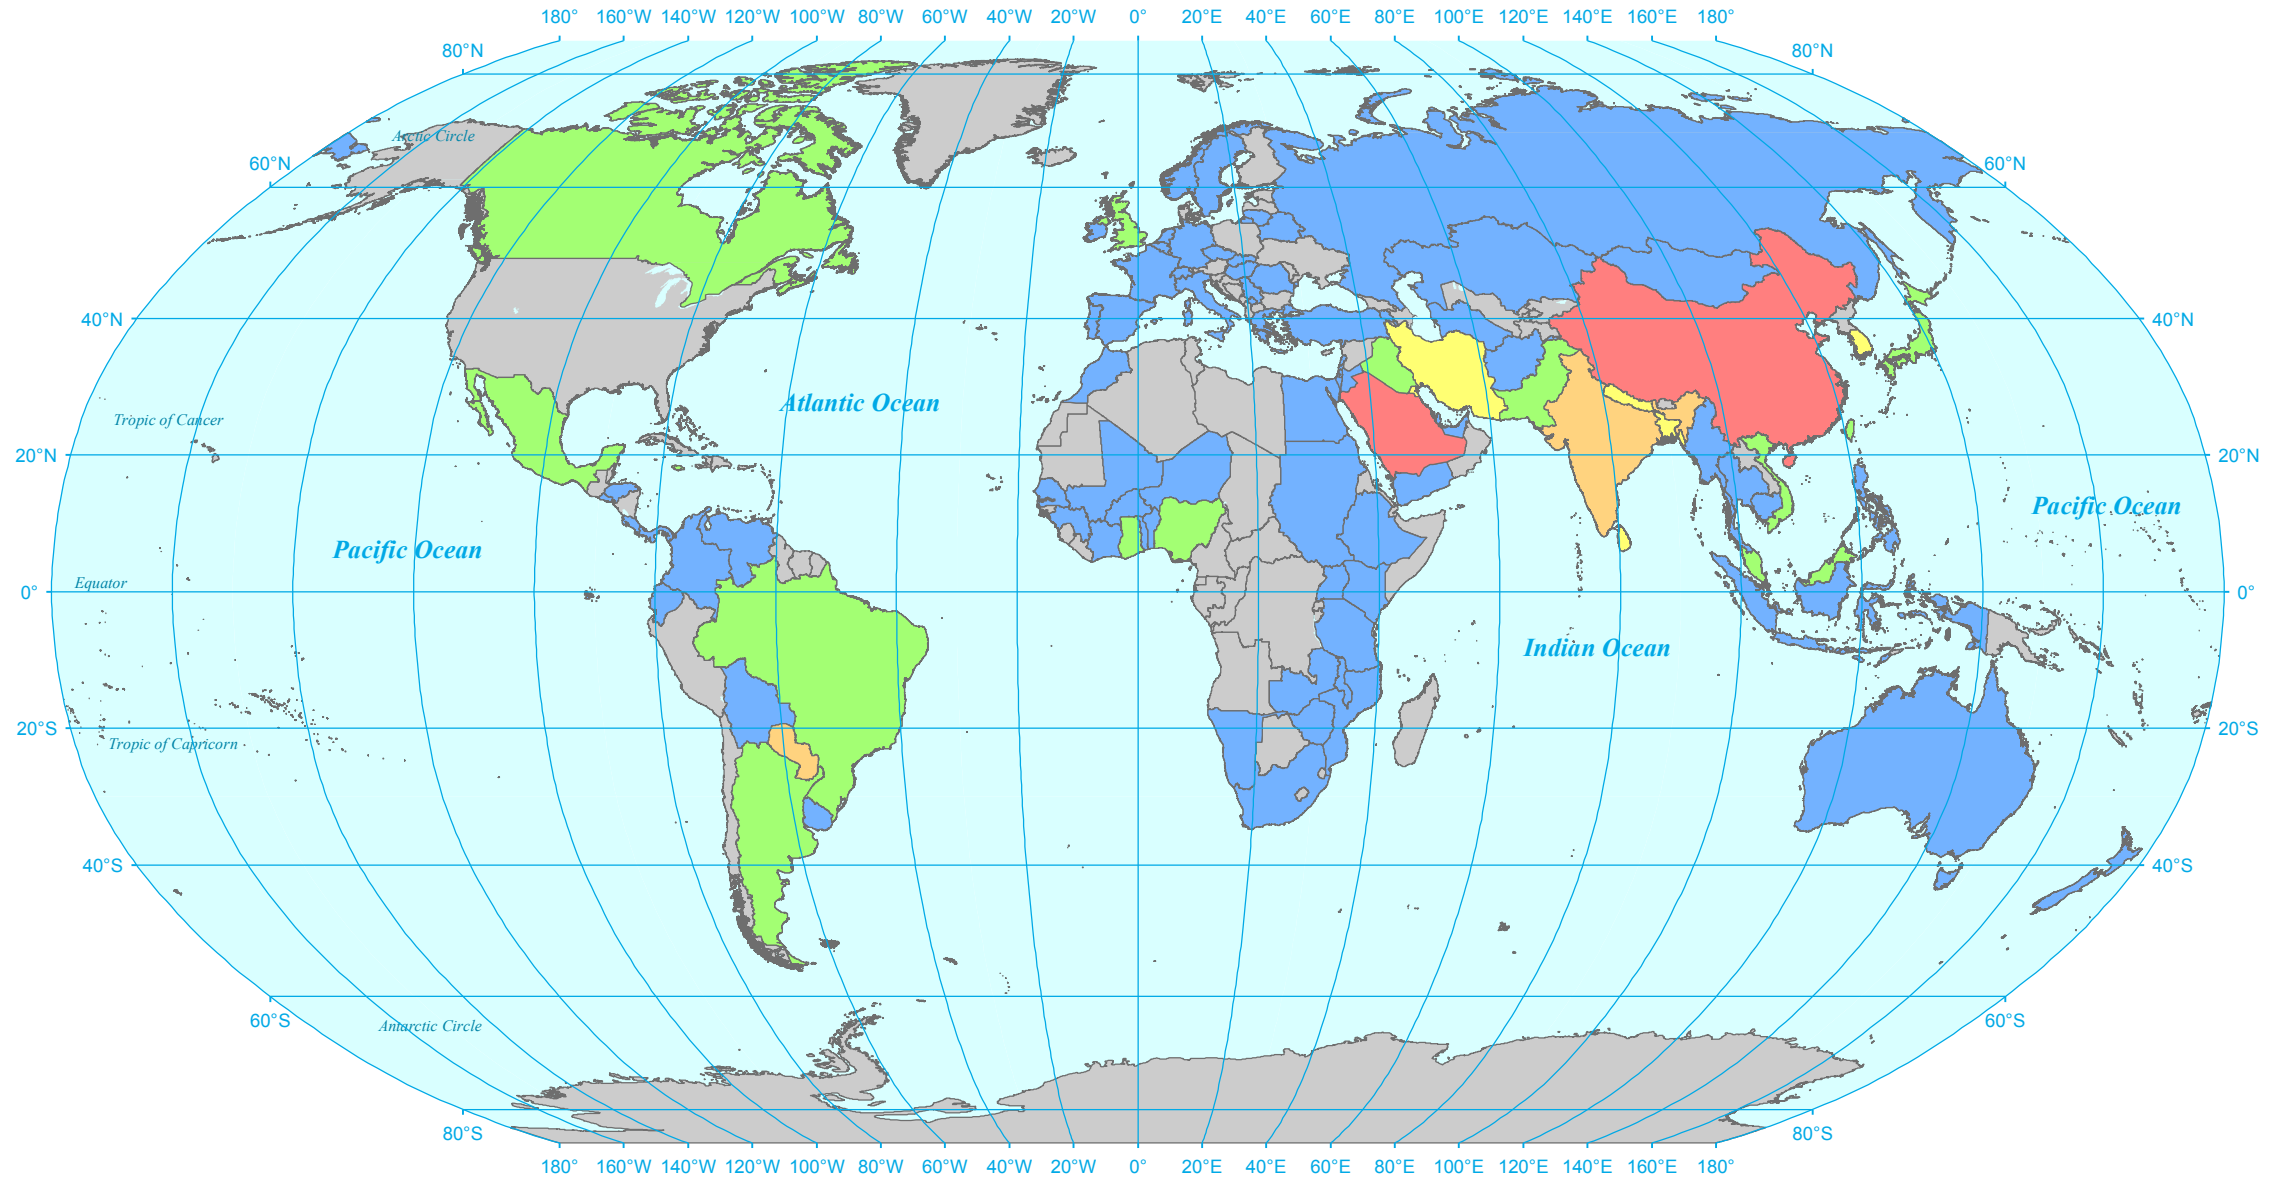 180° 160°W 140°W 120°W 100°W 80°W 60°W 40°W 20°W 0° 20°E 40°E 60°E 80°E 100°E 120°E 140°E 160°E 180°
80°N 80°N
Arctic Circle
60°N 60°N
40°N 40°N
Atlantic Ocean
Tropic of Cancer
20°N 20°N
Pacific Ocean
Pacific Ocean
Equator
0° 0°
Indian Ocean
20°S 20°S
Tropic of Capricorn
40°S 40°S
60°S 60°S
Antarctic Circle
80°S 80°S
180° 160°W 140°W 120°W 100°W 80°W 60°W 40°W 20°W 0° 20°E 40°E 60°E 80°E 100°E 120°E 140°E 160°E 180°